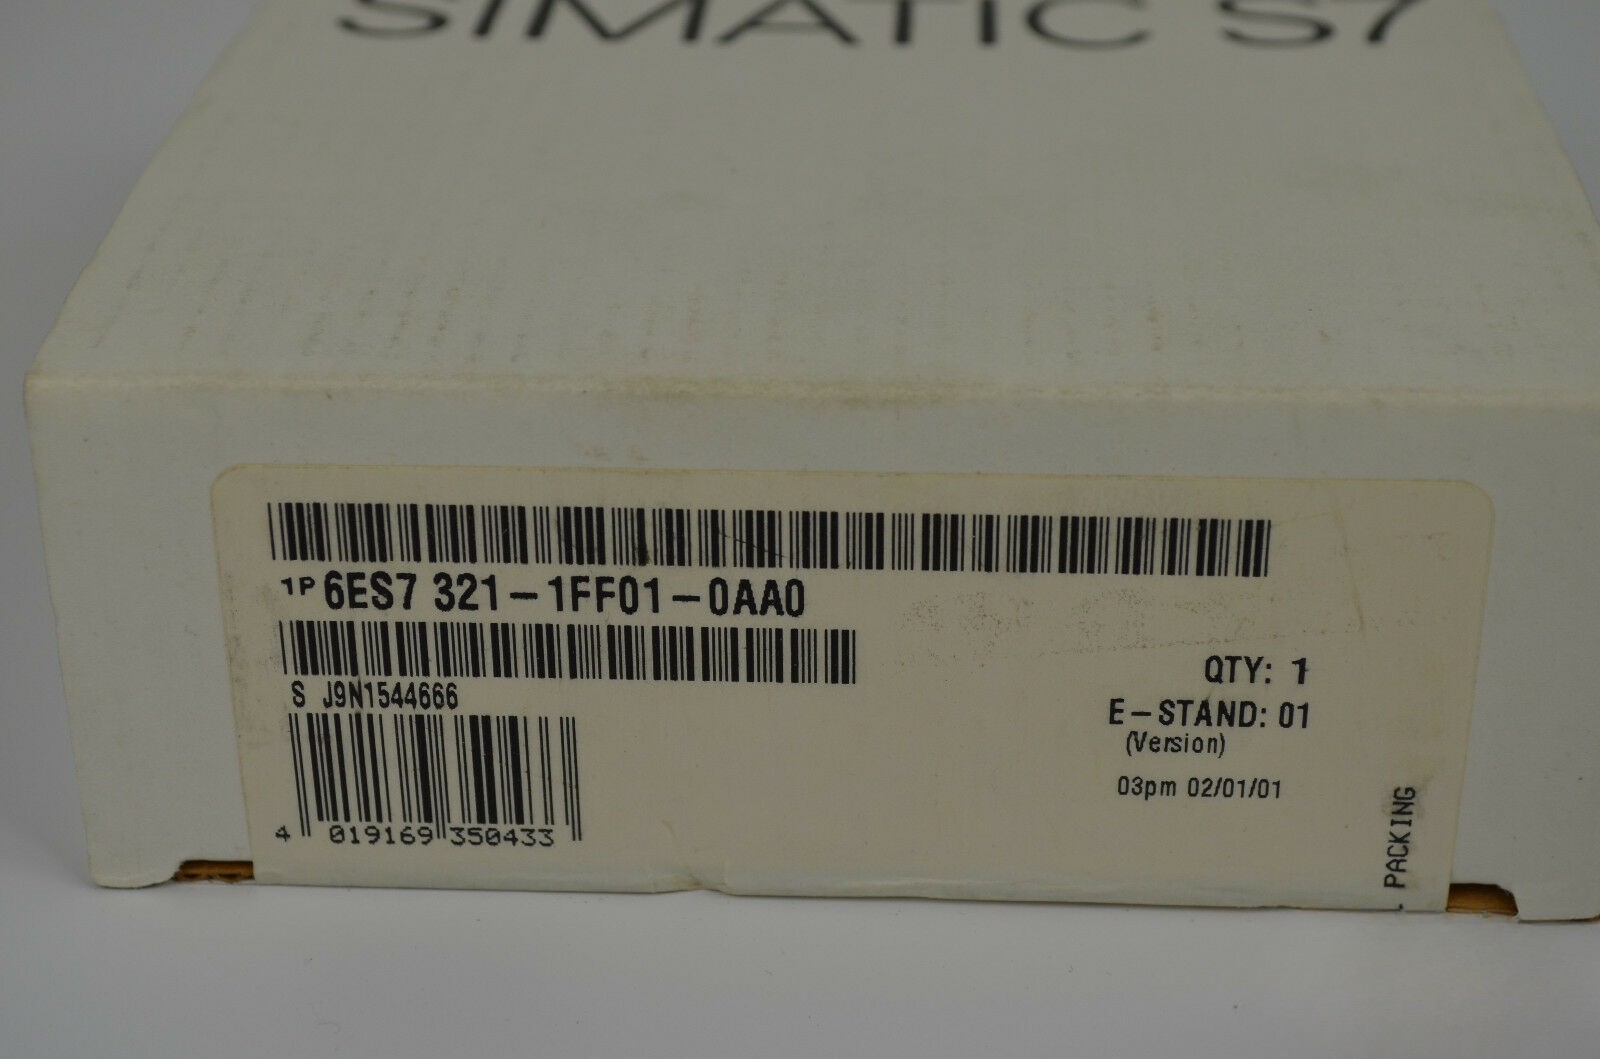 SIMATIC S7
1P 6ES7 321-1FF01-0AA0
S J9N1544666
QTY: 1
E-STAND: 01
(Version)
03pm 02/01/01
4 019169 350433
PACKING